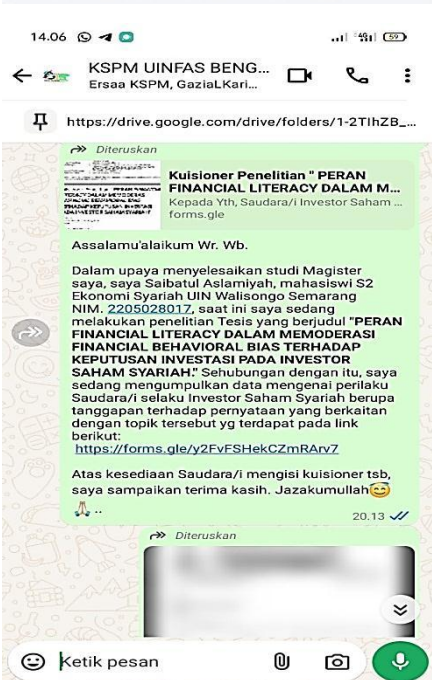 14.06
59
KSPM UINFAS BENG...
Ersaa KSPM, GaziaLKari...
https://drive.google.com/drive/folders/1-2TIhZB_...
Diteruskan
Kuisioner Penelitian " PERAN
FINANCIAL LITERACY DALAM M...
Kepada Yth, Saudara/i Investor Saham ...
forms.gle
Assalamu'alaikum Wr. Wb.
Dalam upaya menyelesaikan studi Magister
saya, saya Saibatul Aslamiyah, mahasiswi S2
Ekonomi Syariah UIN Walisongo Semarang
NIM. 2205028017, saat ini saya sedang
melakukan penelitian Tesis yang berjudul "PERAN
FINANCIAL LITERACY DALAM MEMODERASI
FINANCIAL BEHAVIORAL BIAS TERHADAP
KEPUTUSAN INVESTASI PADA INVESTOR
SAHAM SYARIAH." Sehubungan dengan itu, saya
sedang mengumpulkan data mengenai perilaku
Saudara/i selaku Investor Saham Syariah berupa
tanggapan terhadap pernyataan yang berkaitan
dengan topik tersebut yg terdapat pada link
berikut:
https://forms.gle/y2FvFSHekCZmRArv7
Atas kesediaan Saudara/i mengisi kuisioner tsb,
saya sampaikan terima kasih. Jazakumullah😇
🙏 ..
20.13
Diteruskan
Ketik pesan